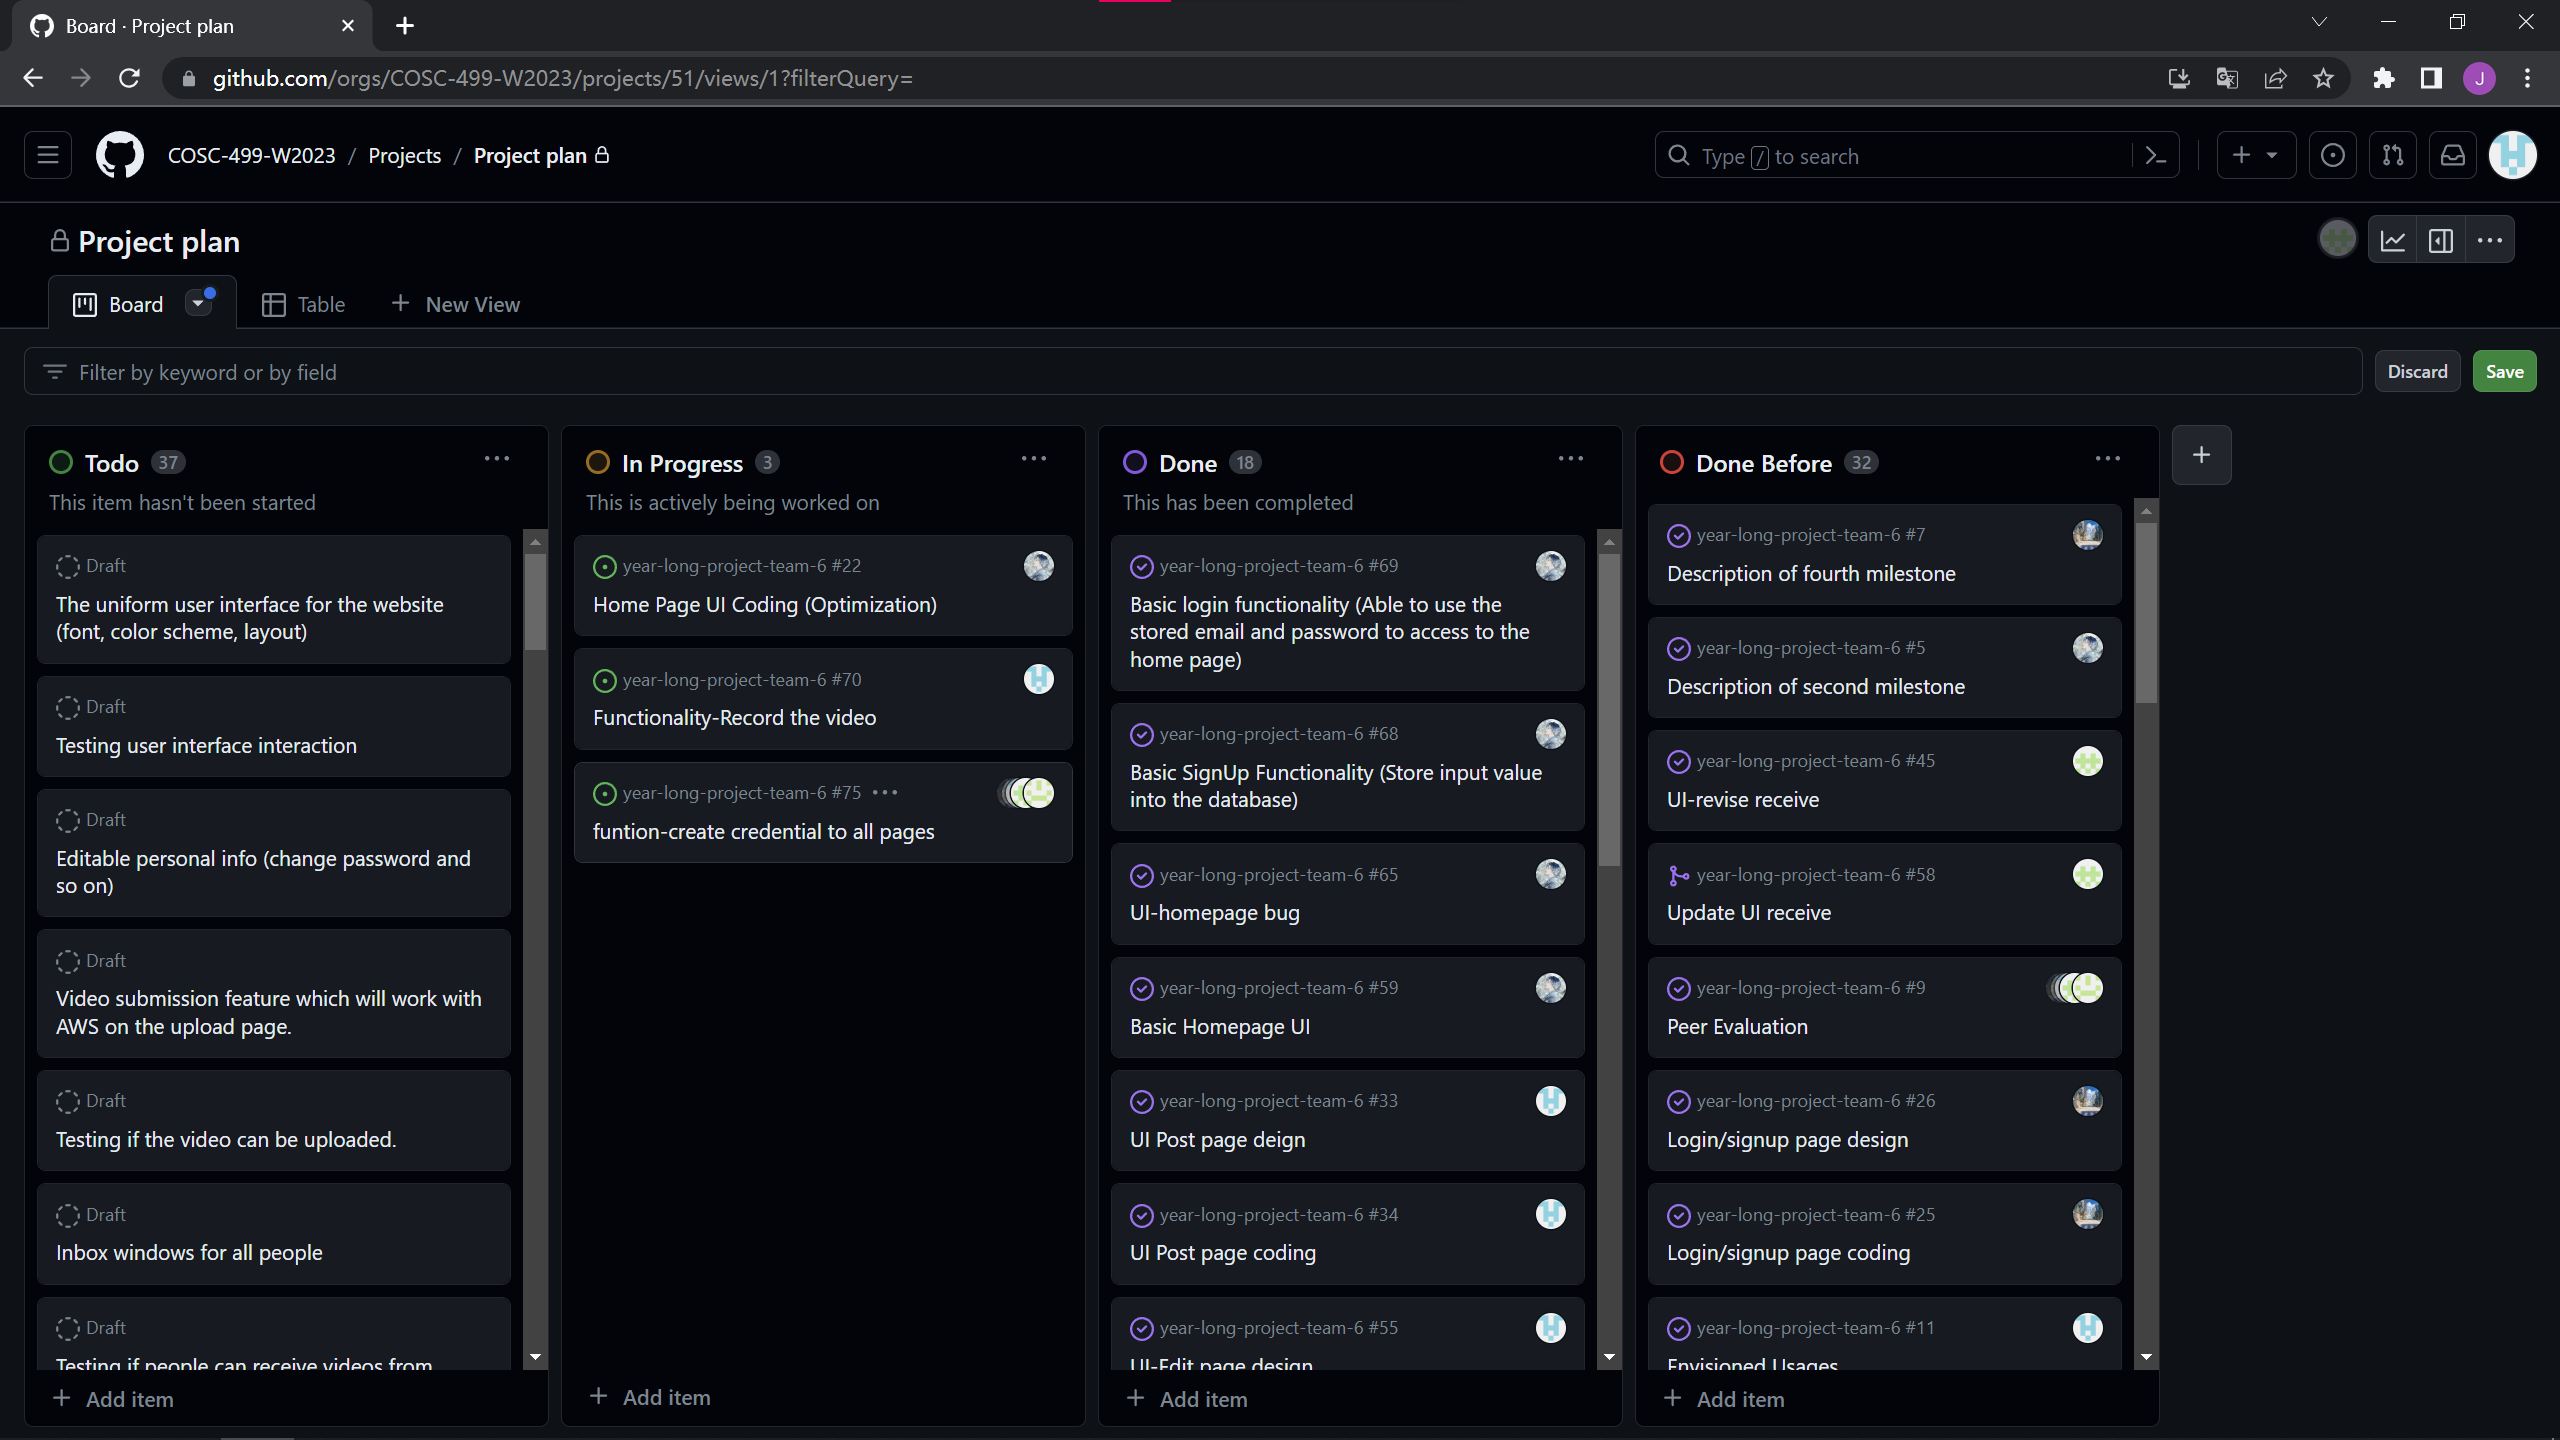 Board · Project plan
github.com/orgs/COSC-499-W2023/projects/51/views/1?filterQuery=
J
COSC-499-W2023 / Projects / Project plan
Type / to search
Project plan
Board
Table
New View
Filter by keyword or by field
Discard
Save
Todo 37
This item hasn't been started
Draft
The uniform user interface for the website
(font, color scheme, layout)
Draft
Testing user interface interaction
Draft
Editable personal info (change password and
so on)
Draft
Video submission feature which will work with
AWS on the upload page.
Draft
Testing if the video can be uploaded.
Draft
Inbox windows for all people
Draft
Testing if people can receive videos from
Add item
In Progress 3
This is actively being worked on
year-long-project-team-6 #22
Home Page UI Coding (Optimization)
year-long-project-team-6 #70
Functionality-Record the video
year-long-project-team-6 #75
funtion-create credential to all pages
Add item
Done 18
This has been completed
year-long-project-team-6 #69
Basic login functionality (Able to use the
stored email and password to access to the
home page)
year-long-project-team-6 #68
Basic SignUp Functionality (Store input value
into the database)
year-long-project-team-6 #65
UI-homepage bug
year-long-project-team-6 #59
Basic Homepage UI
year-long-project-team-6 #33
UI Post page deign
year-long-project-team-6 #34
UI Post page coding
year-long-project-team-6 #55
UI-Edit page design
Add item
Done Before 32
year-long-project-team-6 #7
Description of fourth milestone
year-long-project-team-6 #5
Description of second milestone
year-long-project-team-6 #45
UI-revise receive
year-long-project-team-6 #58
Update UI receive
year-long-project-team-6 #9
Peer Evaluation
year-long-project-team-6 #26
Login/signup page design
year-long-project-team-6 #25
Login/signup page coding
year-long-project-team-6 #11
Envisioned Usages
Add item